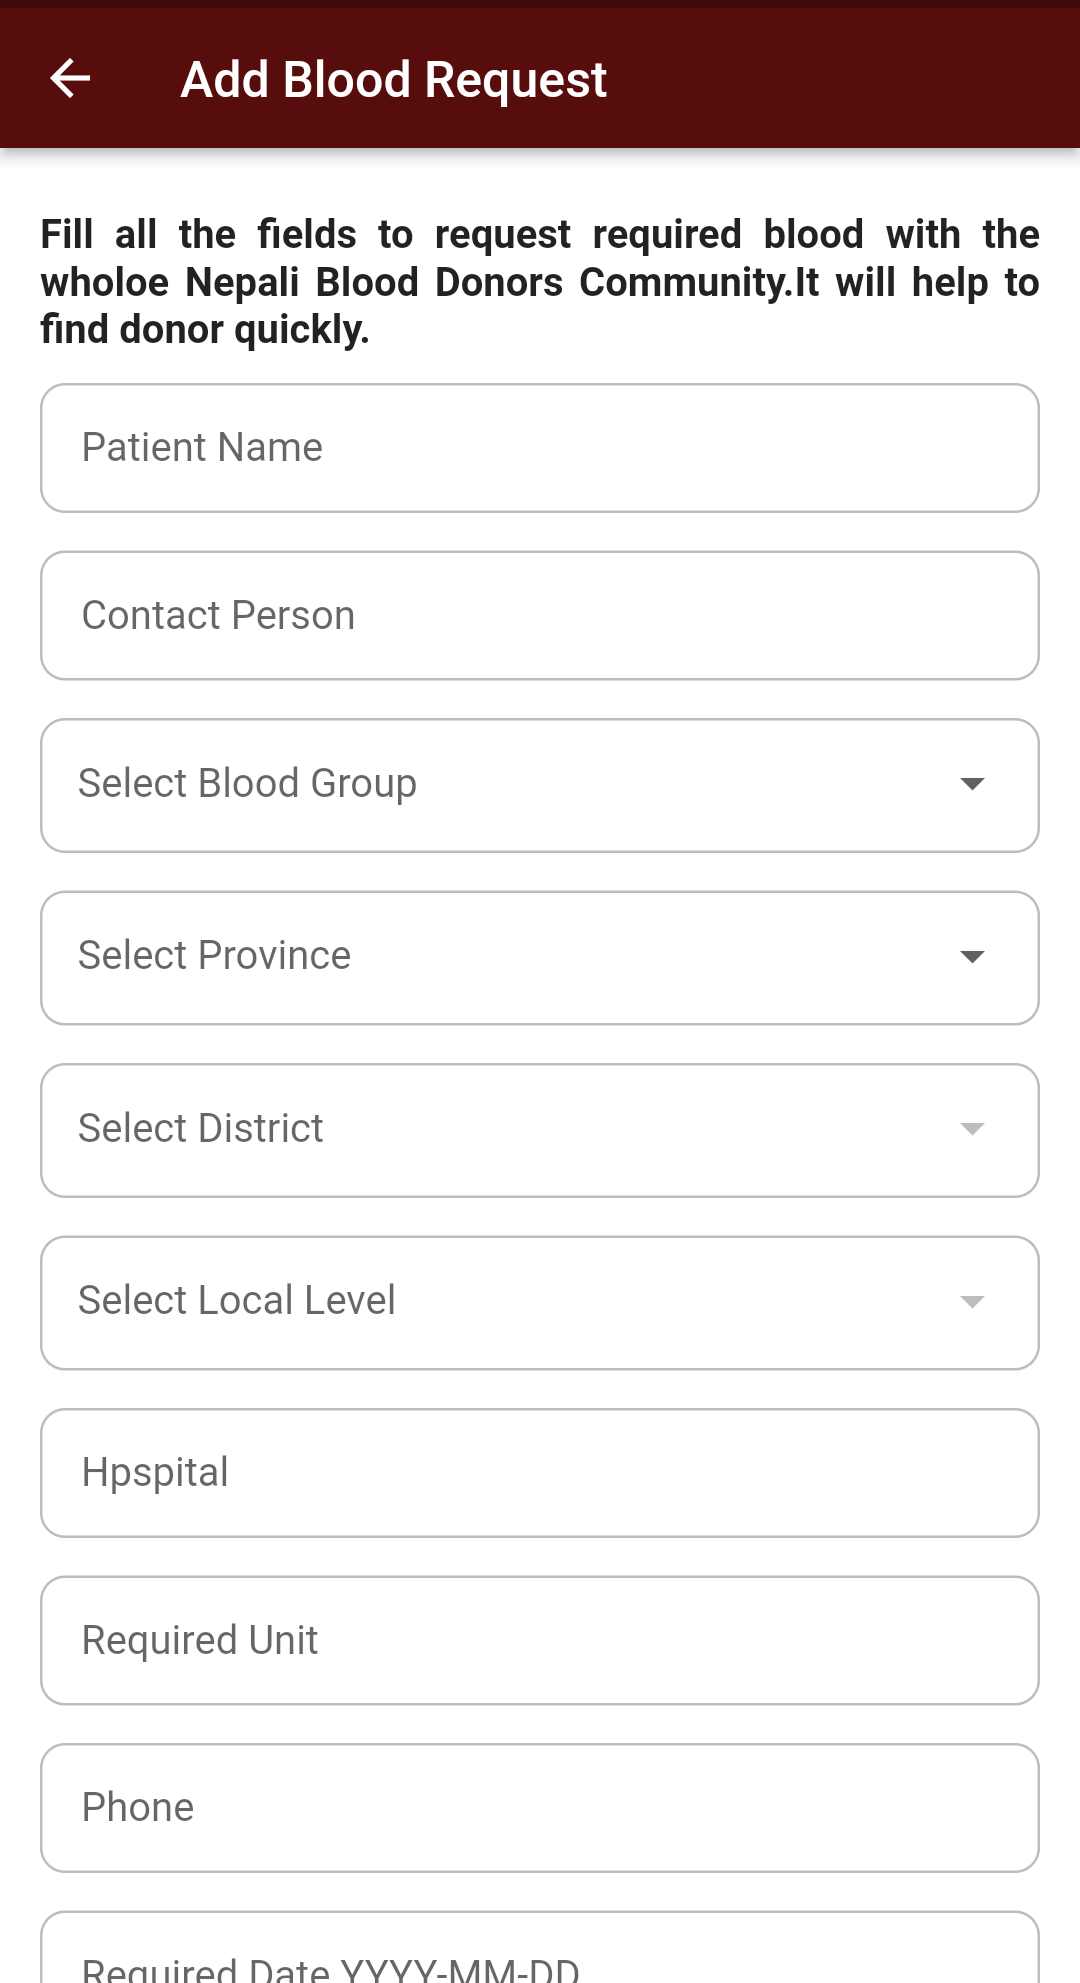 Add Blood Request
Fill all the fields to request required blood with the
wholoe Nepali Blood Donors Community.It will help to
find donor quickly.
Patient Name
Contact Person
Select Blood Group
Select Province
Select District
Select Local Level
Hpspital
Required Unit
Phone
Required Date YYYY-MM-DD